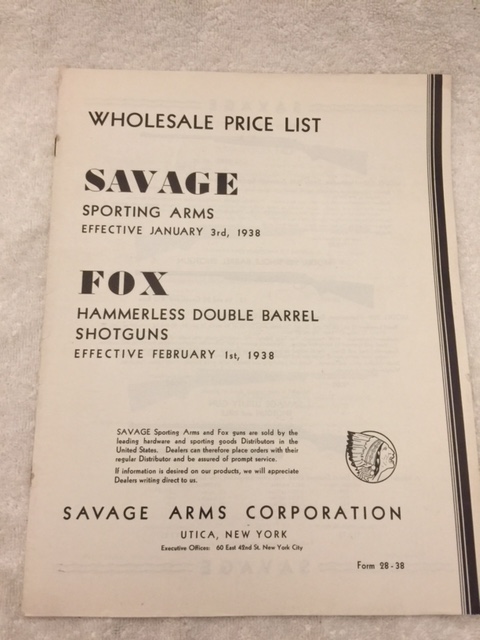 WHOLESALE PRICE LIST
SAVAGE
SPORTING ARMS
EFFECTIVE JANUARY 3rd, 1938
FOX
HAMMERLESS DOUBLE BARREL
SHOTGUNS
EFFECTIVE FEBRUARY 1st, 1938
SAVAGE Sporting Arms and Fox guns are sold by the
leading hardware and sporting goods Distributors in the
United States. Dealers can therefore place orders with their
regular Distributor and be assured of prompt service.
If information is desired on our products, we will appreciate
Dealers writing direct to us.
SAVAGE ARMS CORPORATION
UTICA, NEW YORK
Executive Offices: 60 East 42nd St. New York City
Form 28-38